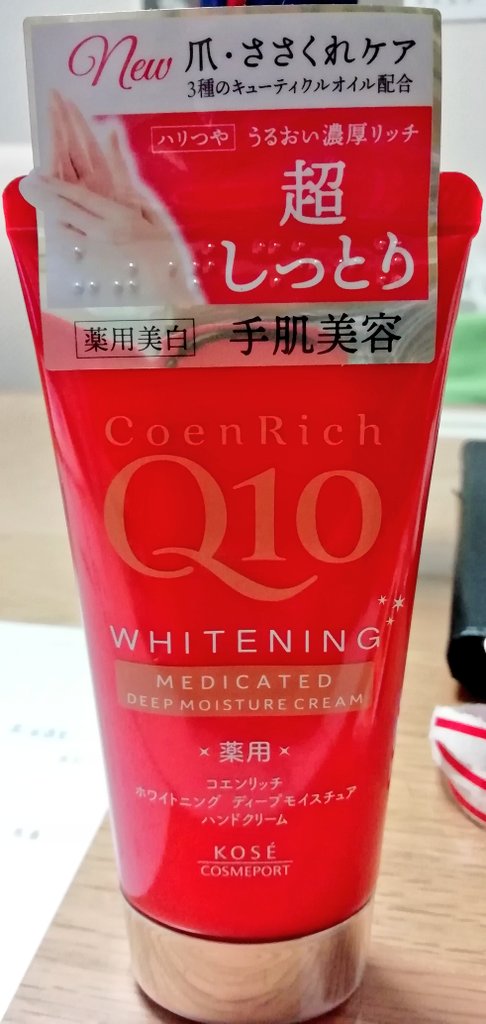 New 爪・ささくれケア
3種のキューティクルオイル配合
ハリつや うるおい濃厚リッチ
超
しっとり
薬用美白 手肌美容
CoenRich
Q10
WHITENING
MEDICATED
DEEP MOISTURE CREAM
薬用
コエンリッチ
ホワイトニング ディープモイスチュア
ハンドクリーム
KOSÉ
COSMEPORT